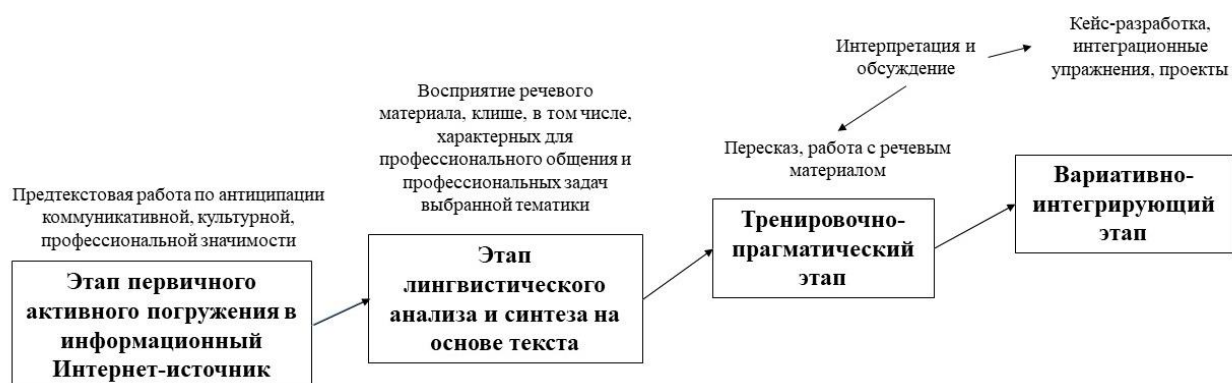 Предтекстовая работа по антиципации
коммуникативной, культурной,
профессиональной значимости
Этап первичного
активного погружения в
информационный
Интернет-источник
Восприятие речевого
материала, клише, в том числе,
характерных для
профессионального общения и
профессиональных задач
выбранной тематики
Этап
лингвистического
анализа и синтеза на
основе текста
Интерпретация и
обсуждение
Пересказ, работа с речевым
материалом
Тренировочно-
прагматический
этап
Кейс-разработка,
интеграционные
упражнения, проекты
Вариативно-
интегрирующий
этап